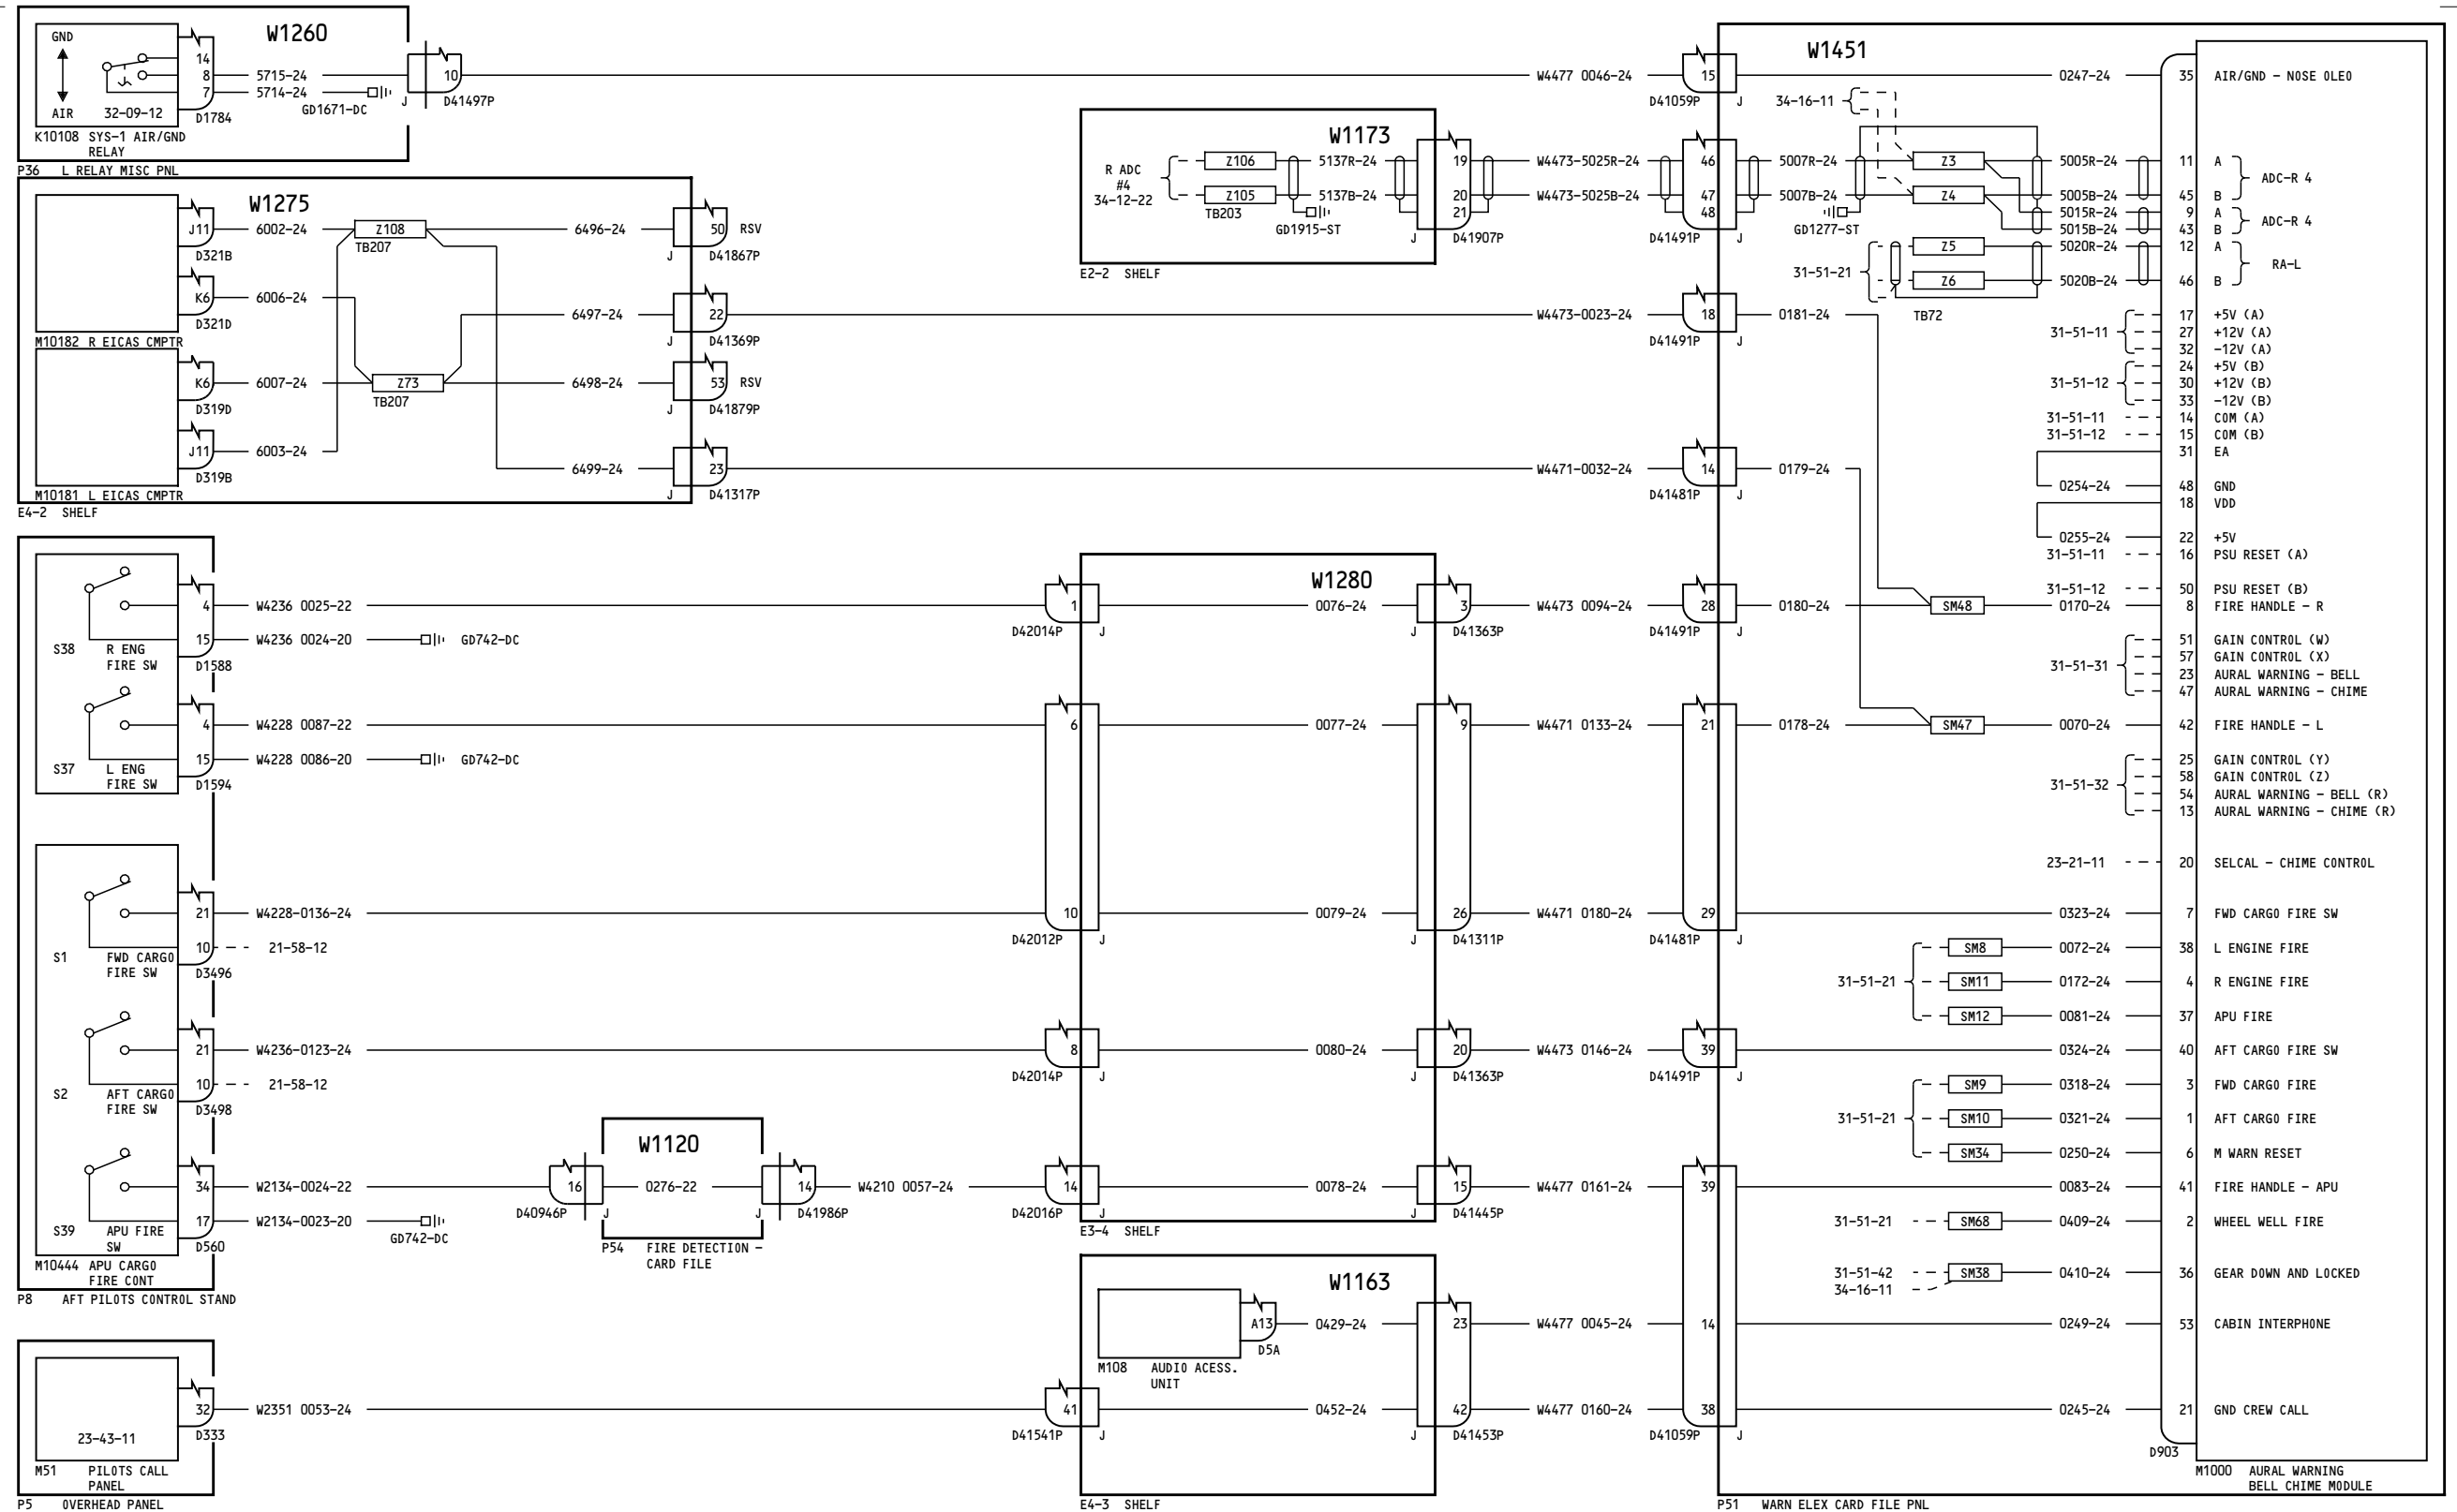 GND
AIR
32-09-12
14
8
7
D1784
W1260
5715-24
5714-24
GD1671-DC
J
10
D41497P
K10108 SYS-1 AIR/GND
RELAY
P36 L RELAY MISC PNL
W4477 0046-24
15
D41059P
J
W1451
0247-24
35 AIR/GND - NOSE OLEO
34-16-11
W1173
R ADC
#4
34-12-22
Z106
5137R-24
19
W4473-5025R-24
46
5007R-24
Z3
5005R-24
11 A
Z105
5137B-24
20
W4473-5025B-24
47
5007B-24
Z4
5005B-24
45 B
ADC-R 4
TB203
GD1915-ST
21
J
D41907P
48
D41491P
J
GD1277-ST
5015R-24
9 A
5015B-24
43 B
ADC-R 4
E2-2 SHELF
31-51-21
Z5
5020R-24
12 A
Z6
5020B-24
46 B
RA-L
TB72
W1275
J11
6002-24
Z108
TB207
6496-24
50
RSV
D321B
J
D41867P
K6
6006-24
D321D
M10182 R EICAS CMPTR
6497-24
22
J
D41369P
W4473-0023-24
18
D41491P
J
0181-24
K6
6007-24
Z73
TB207
6498-24
53
RSV
D319D
J
D41879P
J11
6003-24
D319B
6499-24
23
J
D41317P
W4471-0032-24
14
D41481P
J
0179-24
M10181 L EICAS CMPTR
E4-2 SHELF
31-51-11
17 +5V (A)
27 +12V (A)
32 -12V (A)
31-51-12
24 +5V (B)
30 +12V (B)
33 -12V (B)
31-51-11
14 COM (A)
31-51-12
15 COM (B)
31 EA
0254-24
48 GND
18 VDD
0255-24
22 +5V
31-51-11
16 PSU RESET (A)
31-51-12
50 PSU RESET (B)
S38
R ENG
FIRE SW
4
W4236 0025-22
15
W4236 0024-20
GD742-DC
D1588
1
D42014P
J
W1280
0076-24
3
J
D41363P
W4473 0094-24
28
D41491P
J
0180-24
SM48
0170-24
8 FIRE HANDLE - R
31-51-31
51 GAIN CONTROL (W)
57 GAIN CONTROL (X)
23 AURAL WARNING - BELL
47 AURAL WARNING - CHIME
S37
L ENG
FIRE SW
4
W4228 0087-22
15
W4228 0086-20
GD742-DC
D1594
6
0077-24
9
W4471 0133-24
21
0178-24
SM47
0070-24
42 FIRE HANDLE - L
31-51-32
25 GAIN CONTROL (Y)
58 GAIN CONTROL (Z)
54 AURAL WARNING - BELL (R)
13 AURAL WARNING - CHIME (R)
23-21-11
20 SELCAL - CHIME CONTROL
S1
FWD CARGO
FIRE SW
21
W4228-0136-24
10
21-58-12
D3496
10
D42012P
J
0079-24
26
J
D41311P
W4471 0180-24
29
D41481P
J
0323-24
7 FWD CARGO FIRE SW
31-51-21
SM8
0072-24
38 L ENGINE FIRE
SM11
0172-24
4 R ENGINE FIRE
SM12
0081-24
37 APU FIRE
S2
AFT CARGO
FIRE SW
21
W4236-0123-24
10
21-58-12
D3498
8
D42014P
J
0080-24
20
J
D41363P
W4473 0146-24
39
D41491P
J
0324-24
40 AFT CARGO FIRE SW
31-51-21
SM9
0318-24
3 FWD CARGO FIRE
SM10
0321-24
1 AFT CARGO FIRE
SM34
0250-24
6 M WARN RESET
S39
APU FIRE
SW
34
W2134-0024-22
17
W2134-0023-20
GD742-DC
D560
M10444 APU CARGO
FIRE CONT
P8 AFT PILOTS CONTROL STAND
W1120
16
D40946P
J
0276-22
J
14
D41986P
P54 FIRE DETECTION -
CARD FILE
W4210 0057-24
14
D42016P
J
0078-24
15
J
D41445P
E3-4 SHELF
W4477 0161-24
39
0083-24
41 FIRE HANDLE - APU
31-51-21
SM68
0409-24
2 WHEEL WELL FIRE
31-51-42
34-16-11
SM38
0410-24
36 GEAR DOWN AND LOCKED
W1163
A13
D5A
0429-24
23
W4477 0045-24
14
0249-24
53 CABIN INTERPHONE
M108 AUDIO ACESS.
UNIT
23-43-11
32
D333
W2351 0053-24
41
D41541P
J
0452-24
42
J
D41453P
W4477 0160-24
38
D41059P
J
0245-24
21 GND CREW CALL
D903
M51 PILOTS CALL
PANEL
P5 OVERHEAD PANEL
E4-3 SHELF
M1000 AURAL WARNING
BELL CHIME MODULE
P51 WARN ELEX CARD FILE PNL